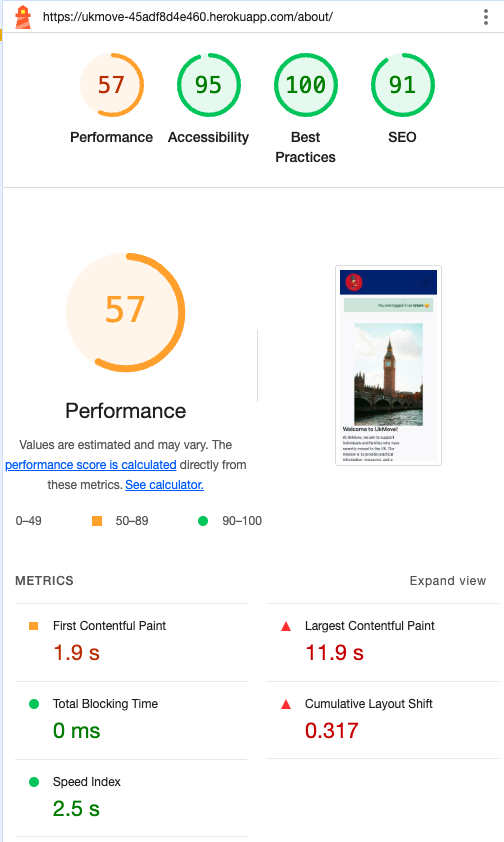 https://ukmove-45adf8d4e460.herokuapp.com/about/
57 95 100 91
Performance Accessibility Best Practices SEO
57
Performance
Values are estimated and may vary. The
performance score is calculated directly from
these metrics. See calculator.
0–49 50–89 90–100
You are logged in as
Welcome to UkMove!
At UkMove, we aim to support
individuals and families who have
recently moved to the UK. Our
mission is to provide practical
METRICS Expand view
First Contentful Paint
1.9 s
Largest Contentful Paint
11.9 s
Total Blocking Time
0 ms
Cumulative Layout Shift
0.317
Speed Index
2.5 s